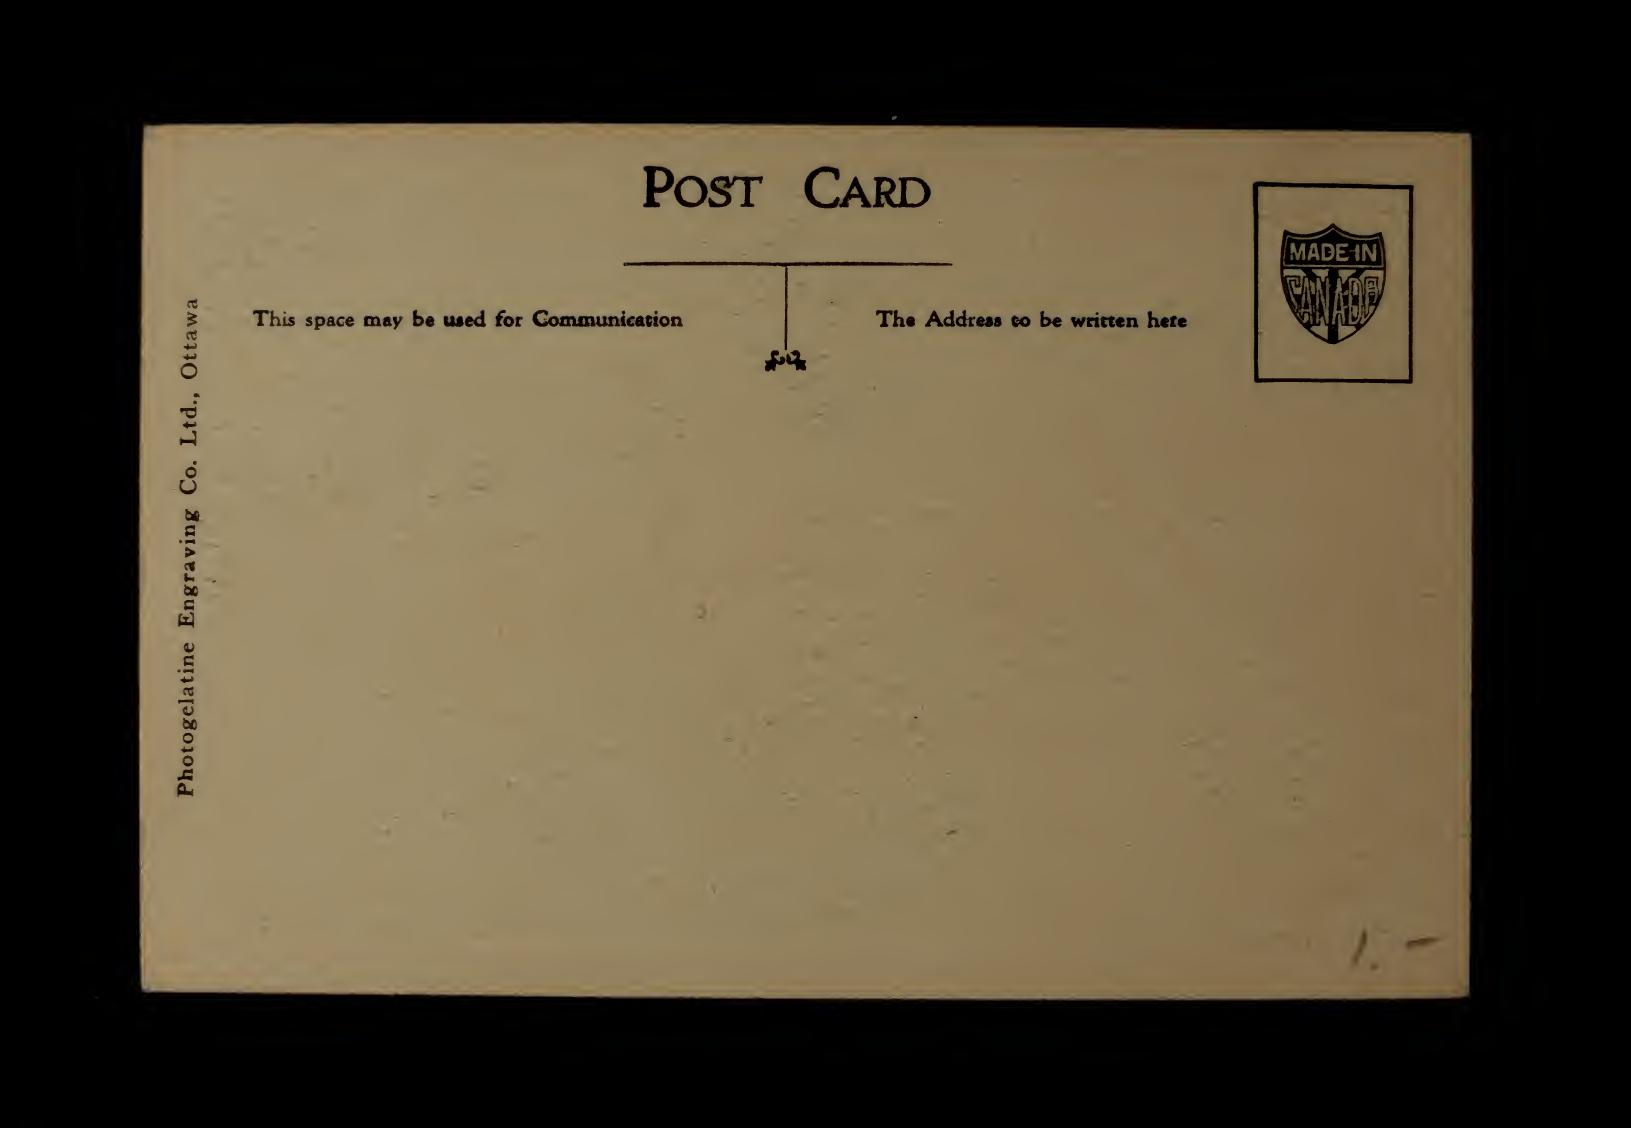 POST CARD
MADE IN
CANADA
This space may be used for Communication
The Address to be written here
Photogelatine Engraving Co. Ltd., Ottawa
1. -